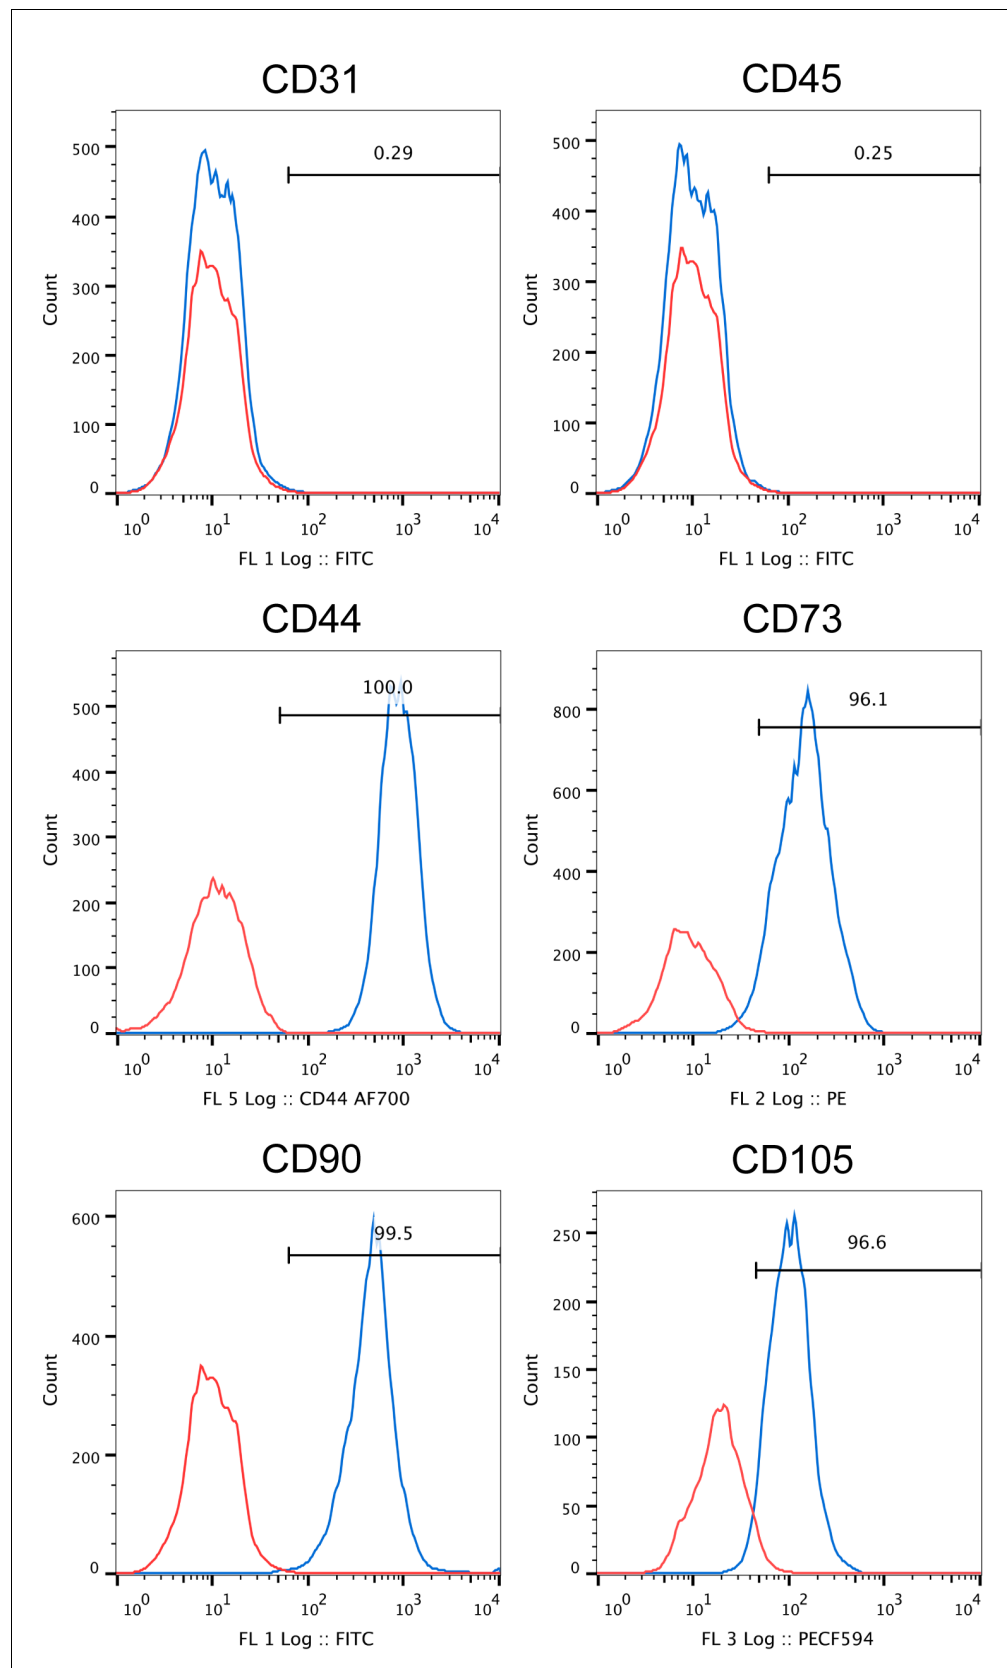 CD31
CD45
0.29
0.25
500
400
300
200
100
0
Count
10^0 10^1 10^2 10^3 10^4
FL 1 Log :: FITC
500
400
300
200
100
0
Count
10^0 10^1 10^2 10^3 10^4
FL 1 Log :: FITC
CD44
CD73
100.0
96.1
500
400
300
200
100
0
Count
10^0 10^1 10^2 10^3 10^4
FL 5 Log :: CD44 AF700
800
600
400
200
0
Count
10^0 10^1 10^2 10^3 10^4
FL 2 Log :: PE
CD90
CD105
99.5
96.6
600
400
200
0
Count
10^0 10^1 10^2 10^3 10^4
FL 1 Log :: FITC
250
200
150
100
50
0
Count
10^0 10^1 10^2 10^3 10^4
FL 3 Log :: PECF594